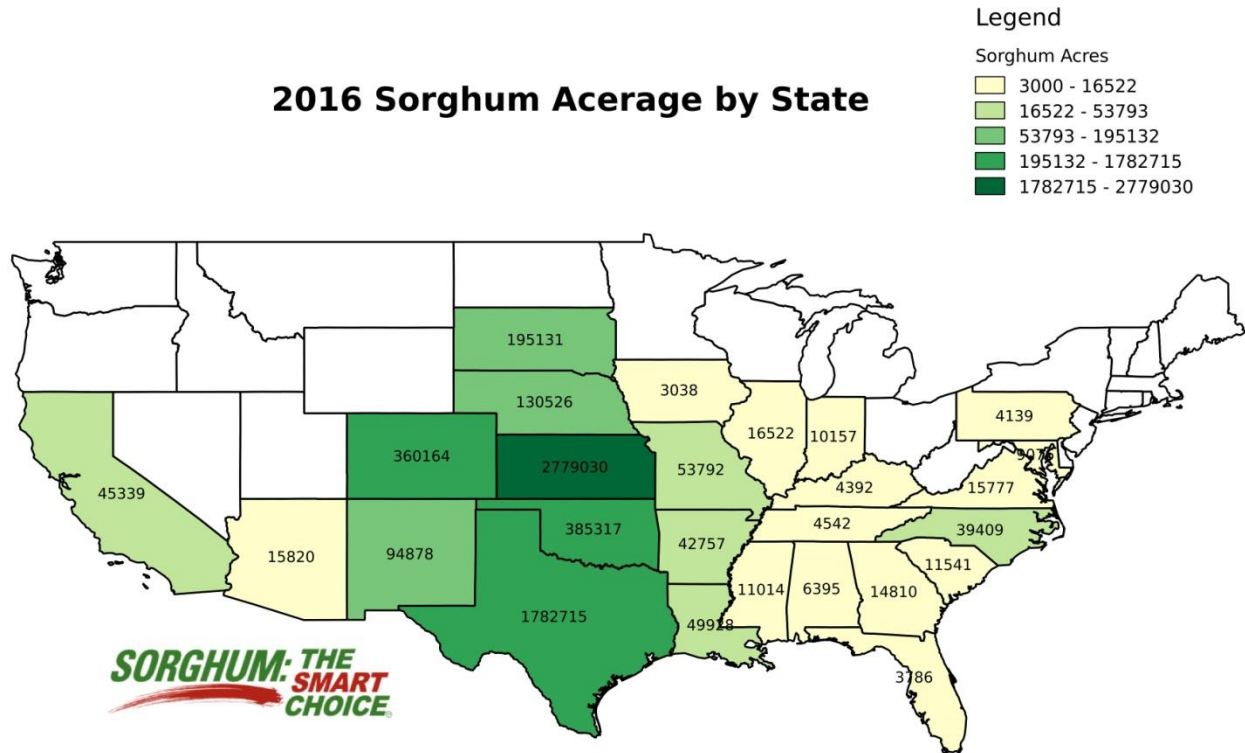 Legend
Sorghum Acres
3000 - 16522
16522 - 53793
53793 - 195132
195132 - 1782715
1782715 - 2779030
2016 Sorghum Acerage by State
195131
3038
130526
4139
16522
10157
360164
2779030
53792
45339
4392
15777
4542
385317
39409
15820
94878
42757
11541
11014
6395
14810
1782715
49928
3786
SORGHUM: THE
SMART
CHOICE